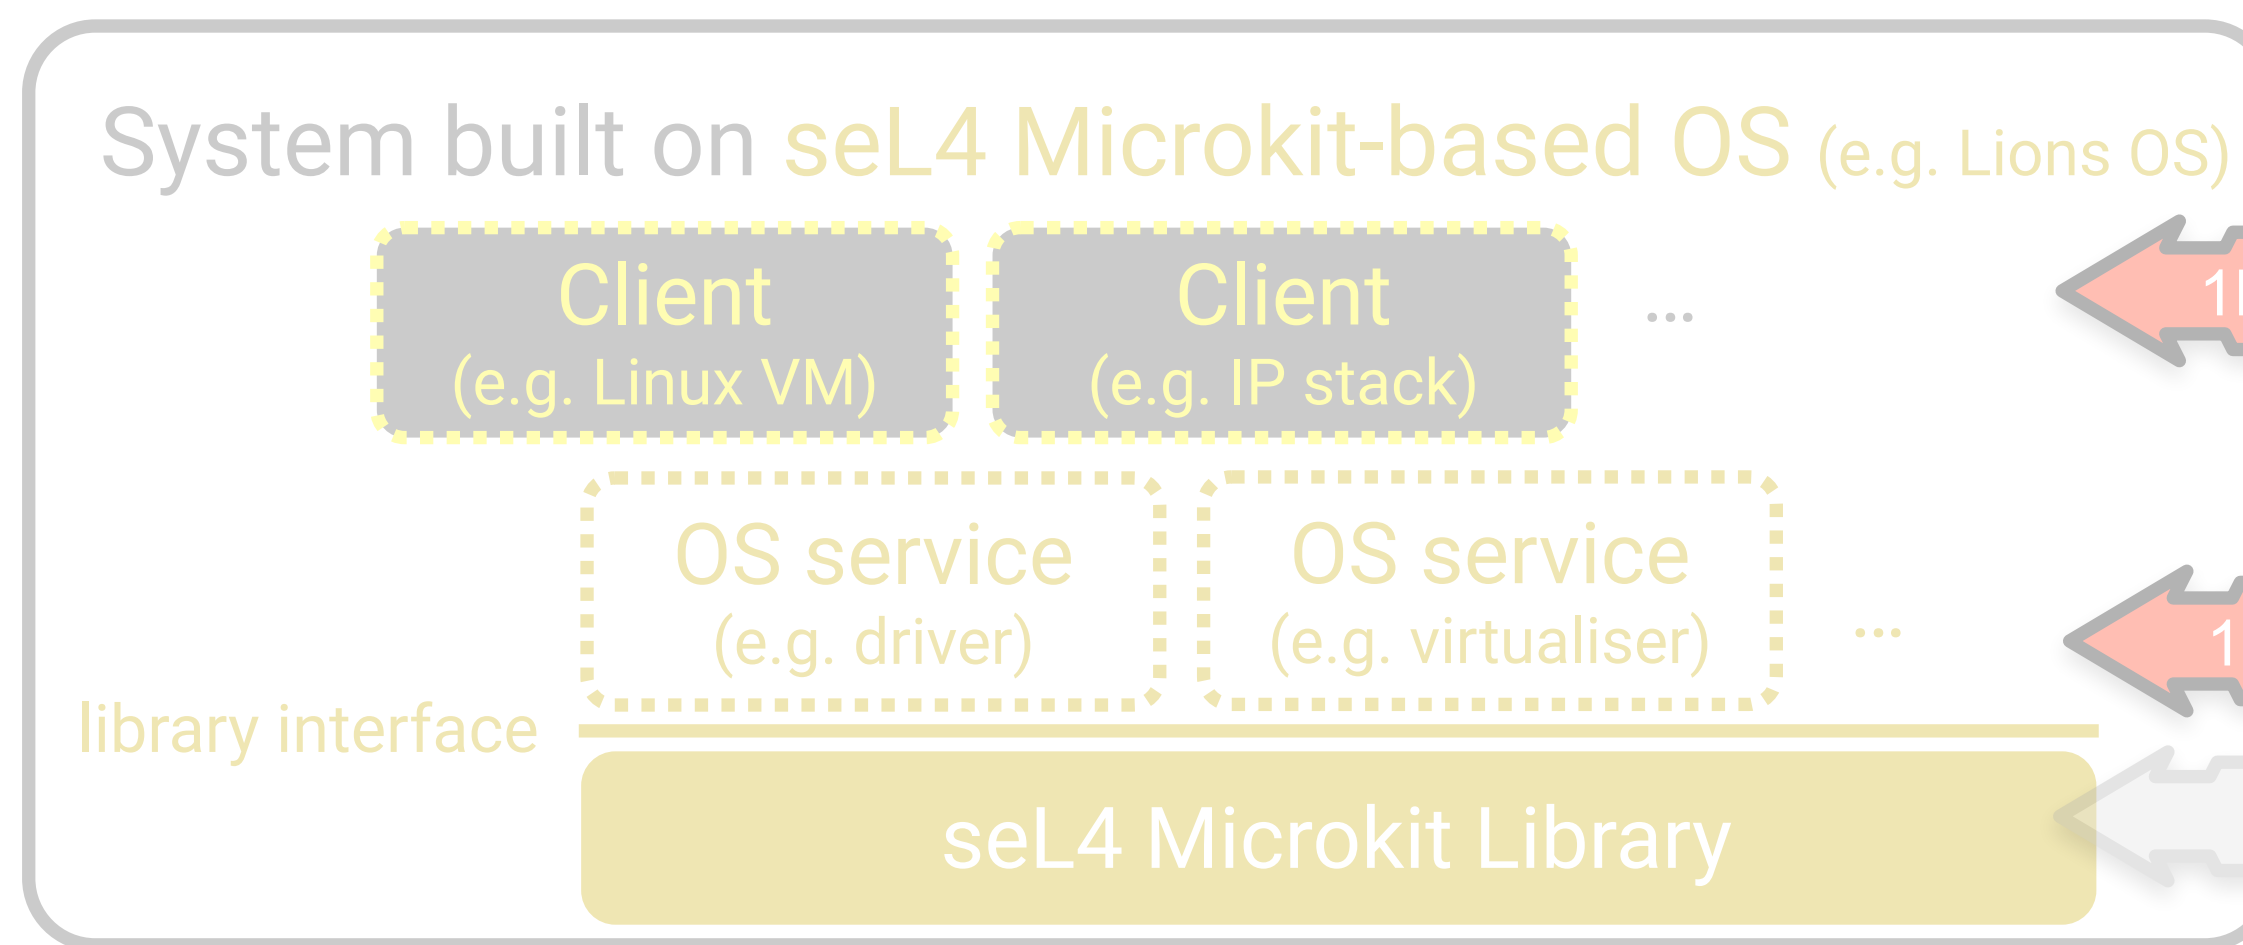 System built on seL4 Microkit-based OS (e.g. Lions OS)
Client
(e.g. Linux VM)
Client
(e.g. IP stack)
...
OS service
(e.g. driver)
OS service
(e.g. virtualiser)
...
library interface
seL4 Microkit Library
1